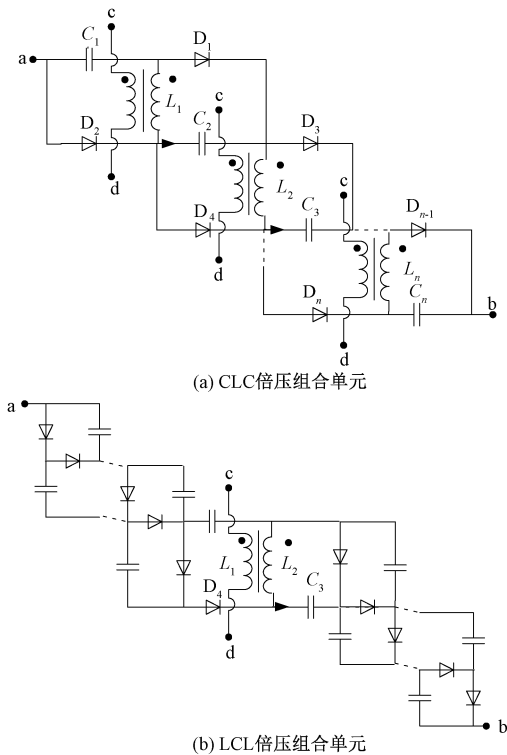 c
a C₁ D₁
L₁
c
D₂ C₂ D₃
d
L₂
c
D₄ C₃ Dₙ₋₁
d
Lₙ
Dₙ Cₙ b
d
(a) CLC倍压组合单元
a
c
L₁ L₂
D₄ C₃
d
b
(b) LCL倍压组合单元